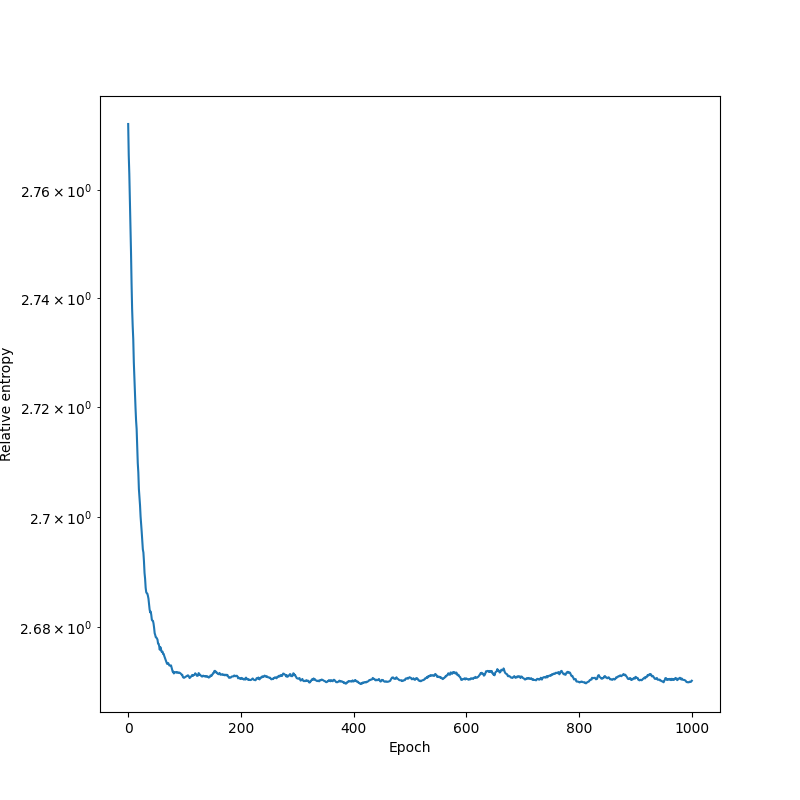 2.76 × 10⁰
2.74 × 10⁰
2.72 × 10⁰
2.7 × 10⁰
2.68 × 10⁰
Relative entropy
0 200 400 600 800 1000
Epoch